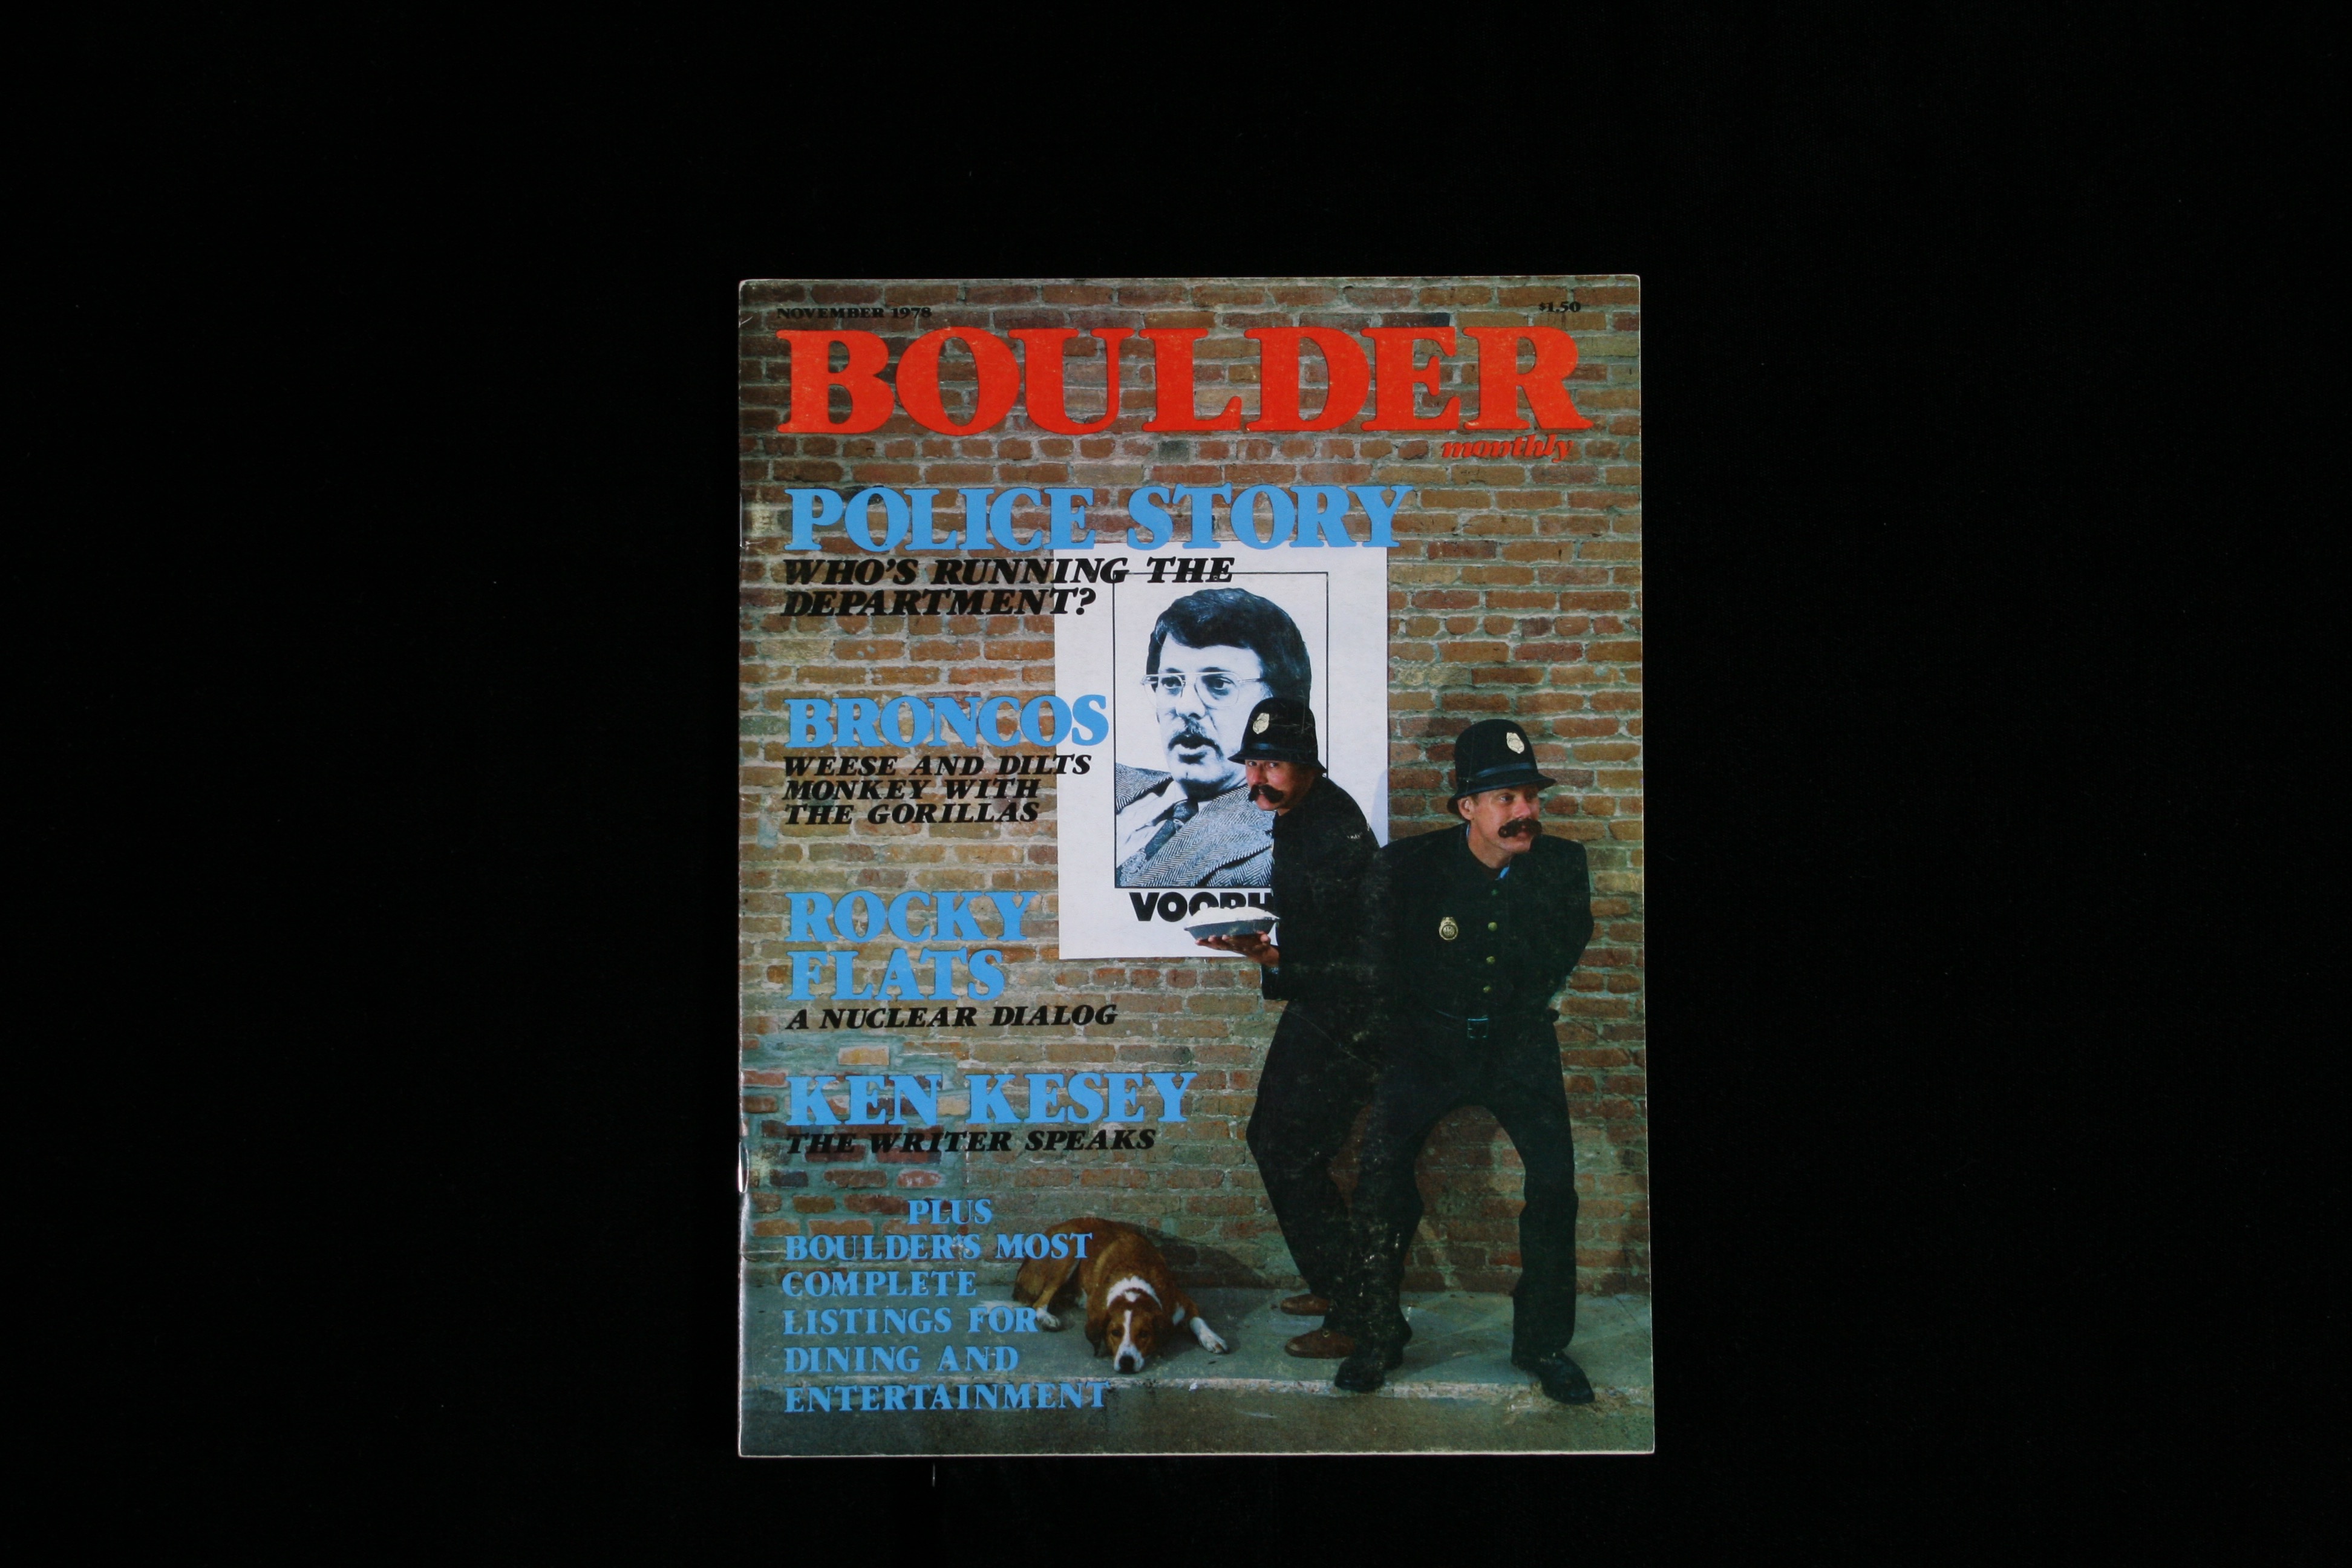 NOVEMBER 1978
$1.50
BOULDER
monthly
POLICE STORY
WHO'S RUNNING THE
DEPARTMENT?
BRONCOS
WEESE AND DILTS
MONKEY WITH
THE GORILLAS
VOORH
ROCKY
FLATS
A NUCLEAR DIALOG
KEN KESEY
THE WRITER SPEAKS
PLUS
BOULDER'S MOST
COMPLETE
LISTINGS FOR
DINING AND
ENTERTAINMENT